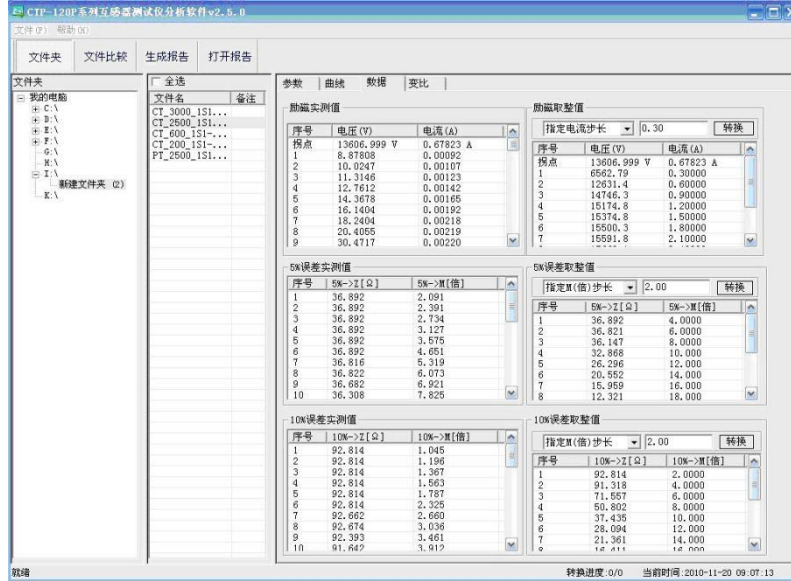 CTP-120P系列互感器测试仪分析软件v2.5.0
文件(F) 帮助(H)
文件夹 文件比较 生成报告 打开报告
文件夹
我的电脑
C:\
D:\
E:\
F:\
G:\
H:\
I:\
新建文件夹 (2)
K:\
全选
文件名 备注
CT_3000_1S1...
CT_2500_1S1...
CT_600_1S1-...
CT_200_1S1-...
PT_2500_1S1...
参数 曲线 数据 变比
励磁实测值
序号 电压(V) 电流(A)
拐点 13606.999 V 0.67823 A
1 8.87808 0.00092
2 10.0247 0.00107
3 11.3146 0.00123
4 12.7612 0.00142
5 14.3678 0.00165
6 16.1404 0.00192
7 18.2404 0.00218
8 20.4055 0.00219
9 30.4717 0.00220
励磁取整值
指定电流步长 0.30 转换
序号 电压(V) 电流(A)
拐点 13606.999 V 0.67823 A
1 6562.79 0.30000
2 12631.4 0.60000
3 14746.3 0.90000
4 15174.8 1.20000
5 15374.8 1.50000
6 15500.3 1.80000
7 15591.8 2.10000
5%误差实测值
序号 5%->Z[Ω] 5%->M[倍]
1 36.892 2.091
2 36.892 2.391
3 36.892 2.734
4 36.892 3.127
5 36.892 3.575
6 36.892 4.651
7 36.816 5.319
8 36.822 6.073
9 36.682 6.921
10 36.308 7.825
5%误差取整值
指定M(倍)步长 2.00 转换
序号 5%->Z[Ω] 5%->M[倍]
1 36.892 4.0000
2 36.821 6.0000
3 36.147 8.0000
4 32.868 10.000
5 26.296 12.000
6 20.552 14.000
7 15.959 16.000
8 12.321 18.000
10%误差实测值
序号 10%->Z[Ω] 10%->M[倍]
1 92.814 1.045
2 92.814 1.196
3 92.814 1.367
4 92.814 1.563
5 92.814 1.787
6 92.814 2.325
7 92.662 2.660
8 92.674 3.036
9 92.393 3.461
10 91.642 3.912
10%误差取整值
指定M(倍)步长 2.00 转换
序号 10%->Z[Ω] 10%->M[倍]
1 92.814 2.0000
2 91.318 4.0000
3 71.557 6.0000
4 50.802 8.0000
5 37.435 10.000
6 28.094 12.000
7 21.361 14.000
8 16.411 16.000
就绪 转换进度:0/0 当前时间:2010-11-20 09:07:13